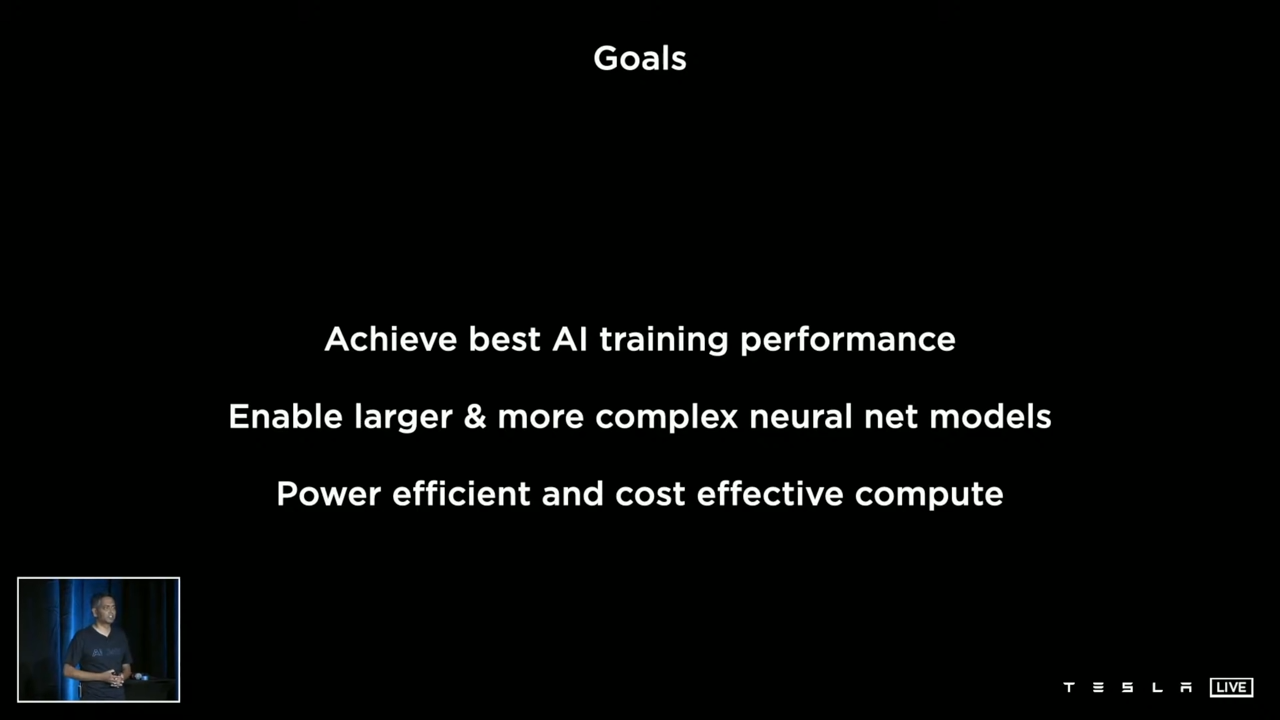 Goals
Achieve best AI training performance
Enable larger & more complex neural net models
Power efficient and cost effective compute
TESLA LIVE